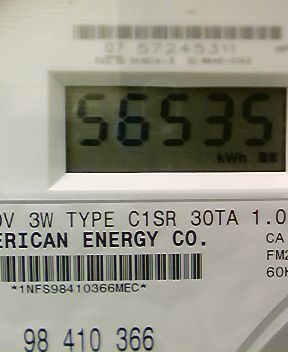 07 57245311
56535
kWh
0V 3W TYPE C1SR 30TA 1.0
ERICAN ENERGY CO.
CA
FM2
60H
*1NFS98410366MEC*
98 410 366